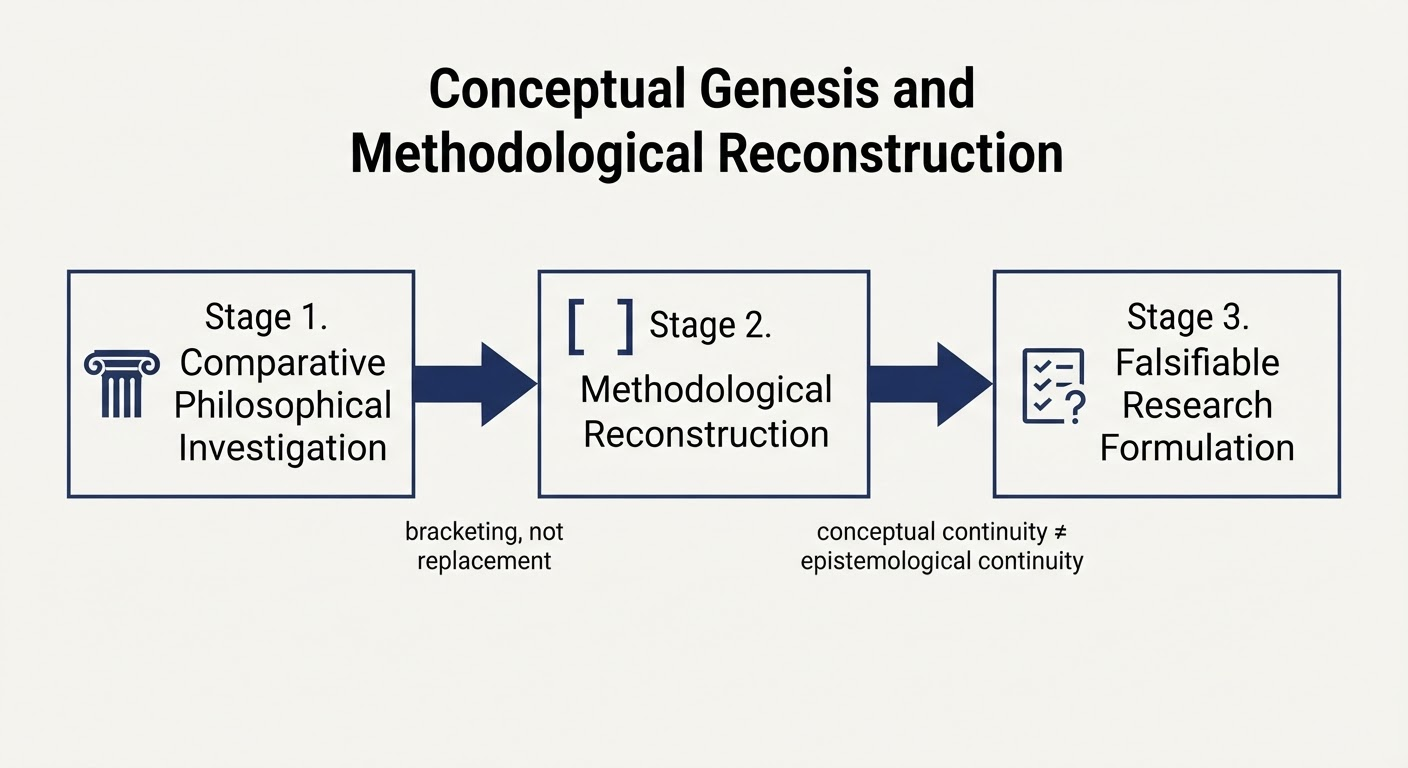 Conceptual Genesis and
Methodological Reconstruction
Stage 1.
Comparative
Philosophical
Investigation
[ ] Stage 2.
Methodological
Reconstruction
Stage 3.
Falsifiable
Research
Formulation
?
bracketing, not
replacement
conceptual continuity ≠
epistemological continuity